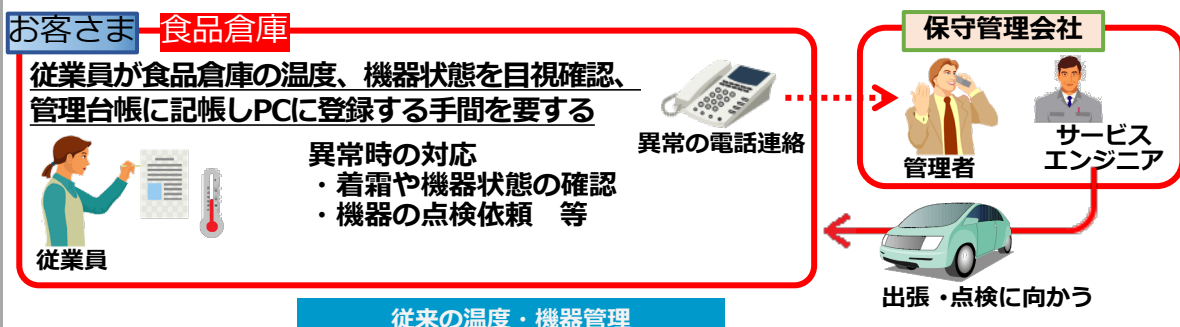 お客さま
食品倉庫
従業員が食品倉庫の温度、機器状態を目視確認、
管理台帳に記帳しPCに登録する手間を要する
異常時の対応
・着霜や機器状態の確認
・機器の点検依頼　等
従業員
異常の電話連絡
保守管理会社
管理者
サービス
エンジニア
出張・点検に向かう
従来の温度・機器管理